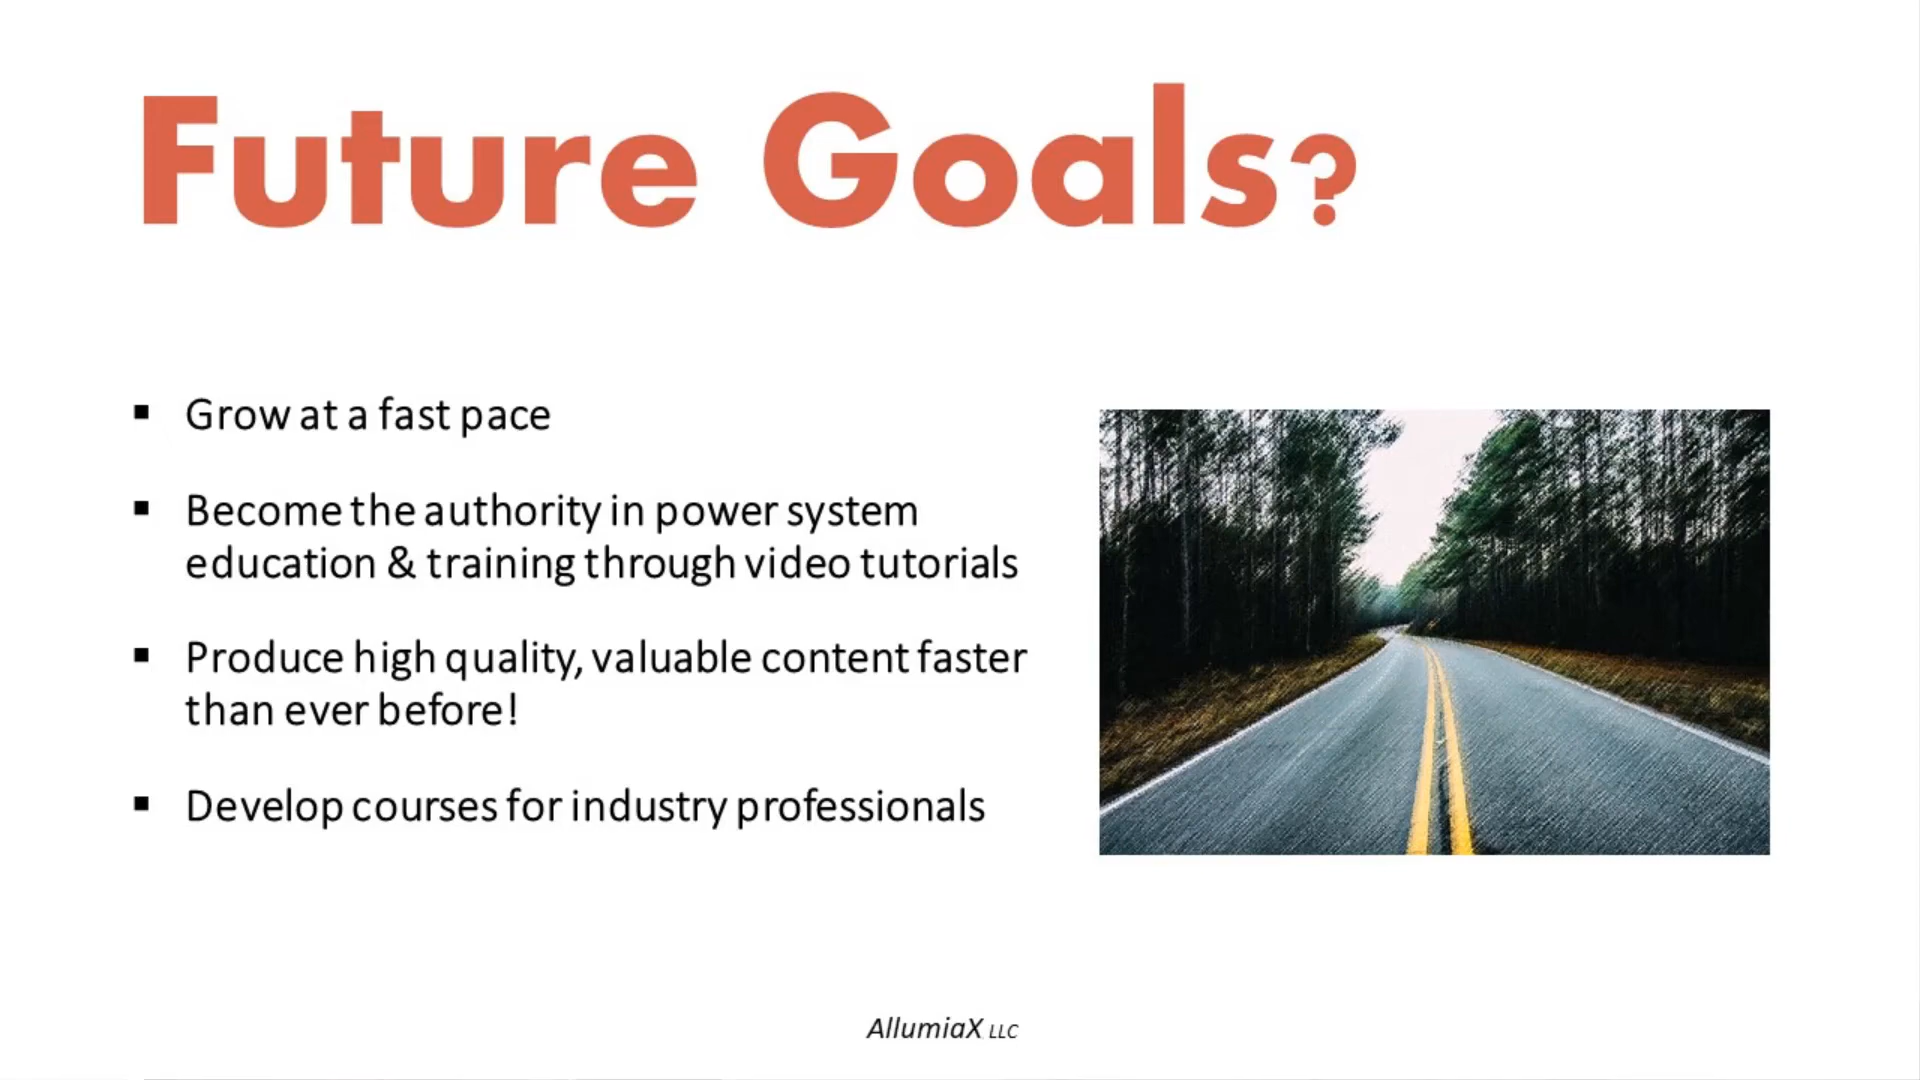 Future Goals?
▪ Grow at a fast pace
▪ Become the authority in power system
education & training through video tutorials
▪ Produce high quality, valuable content faster
than ever before!
▪ Develop courses for industry professionals
AllumiaX LLC